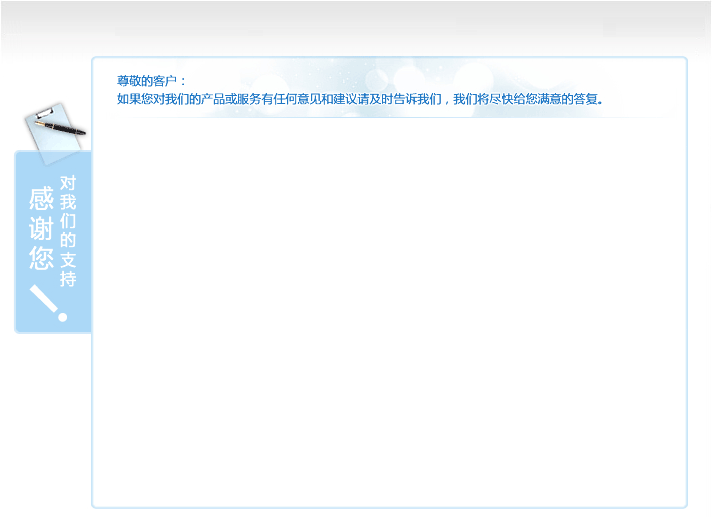 尊敬的客户：
如果您对我们的产品或服务有任何意见和建议请及时告诉我们，我们将尽快给您满意的答复。
感谢您
对我们的支持
！